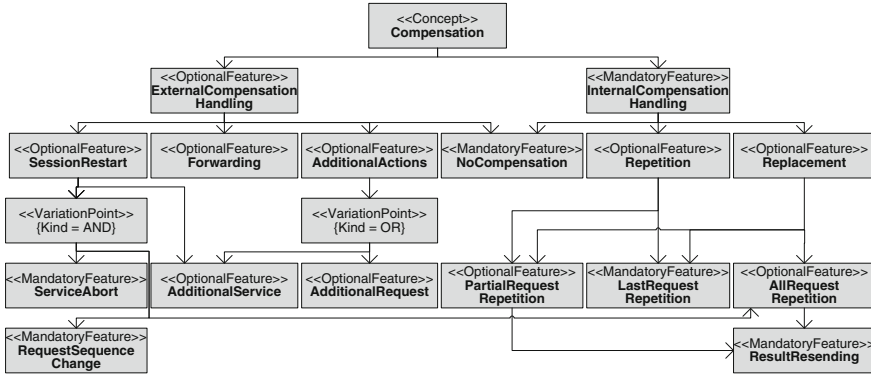 <<Concept>>
Compensation
<<OptionalFeature>>
ExternalCompensation
Handling
<<MandatoryFeature>>
InternalCompensation
Handling
<<OptionalFeature>>
SessionRestart
<<OptionalFeature>>
Forwarding
<<OptionalFeature>>
AdditionalActions
<<MandatoryFeature>>
NoCompensation
<<OptionalFeature>>
Repetition
<<OptionalFeature>>
Replacement
<<VariationPoint>>
{Kind = AND}
<<VariationPoint>>
{Kind = OR}
<<MandatoryFeature>>
ServiceAbort
<<OptionalFeature>>
AdditionalService
<<OptionalFeature>>
AdditionalRequest
<<OptionalFeature>>
PartialRequest
Repetition
<<MandatoryFeature>>
LastRequest
Repetition
<<OptionalFeature>>
AllRequest
Repetition
<<MandatoryFeature>>
RequestSequence
Change
<<MandatoryFeature>>
ResultResending